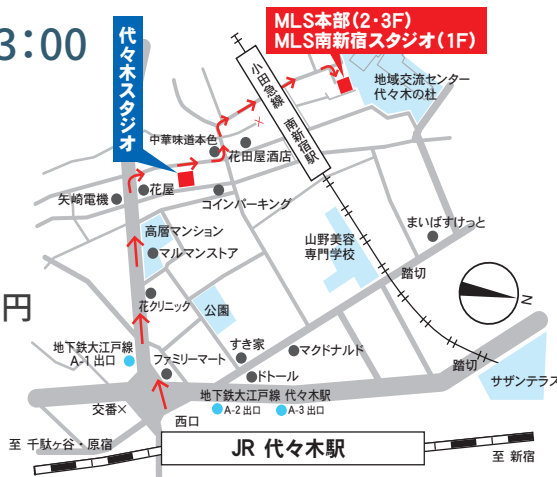 3:00
円
MLS本部(2・3F)
MLS南新宿スタジオ(1F)
代々木スタジオ
小田急線 南新宿駅
地域交流センター
代々木の杜
中華味道本色
花田屋酒店
花屋
矢崎電機
コインパーキング
高層マンション
マルマンストア
山野美容
専門学校
まいばすけっと
踏切
花クリニック
公園
N
地下鉄大江戸線
A-1 出口
ファミリーマート
すき家
マクドナルド
ドトール
踏切
サザンテラス
地下鉄大江戸線 代々木駅
A-2 出口
A-3 出口
交番×
西口
至 千駄ヶ谷・原宿
JR 代々木駅
至 新宿